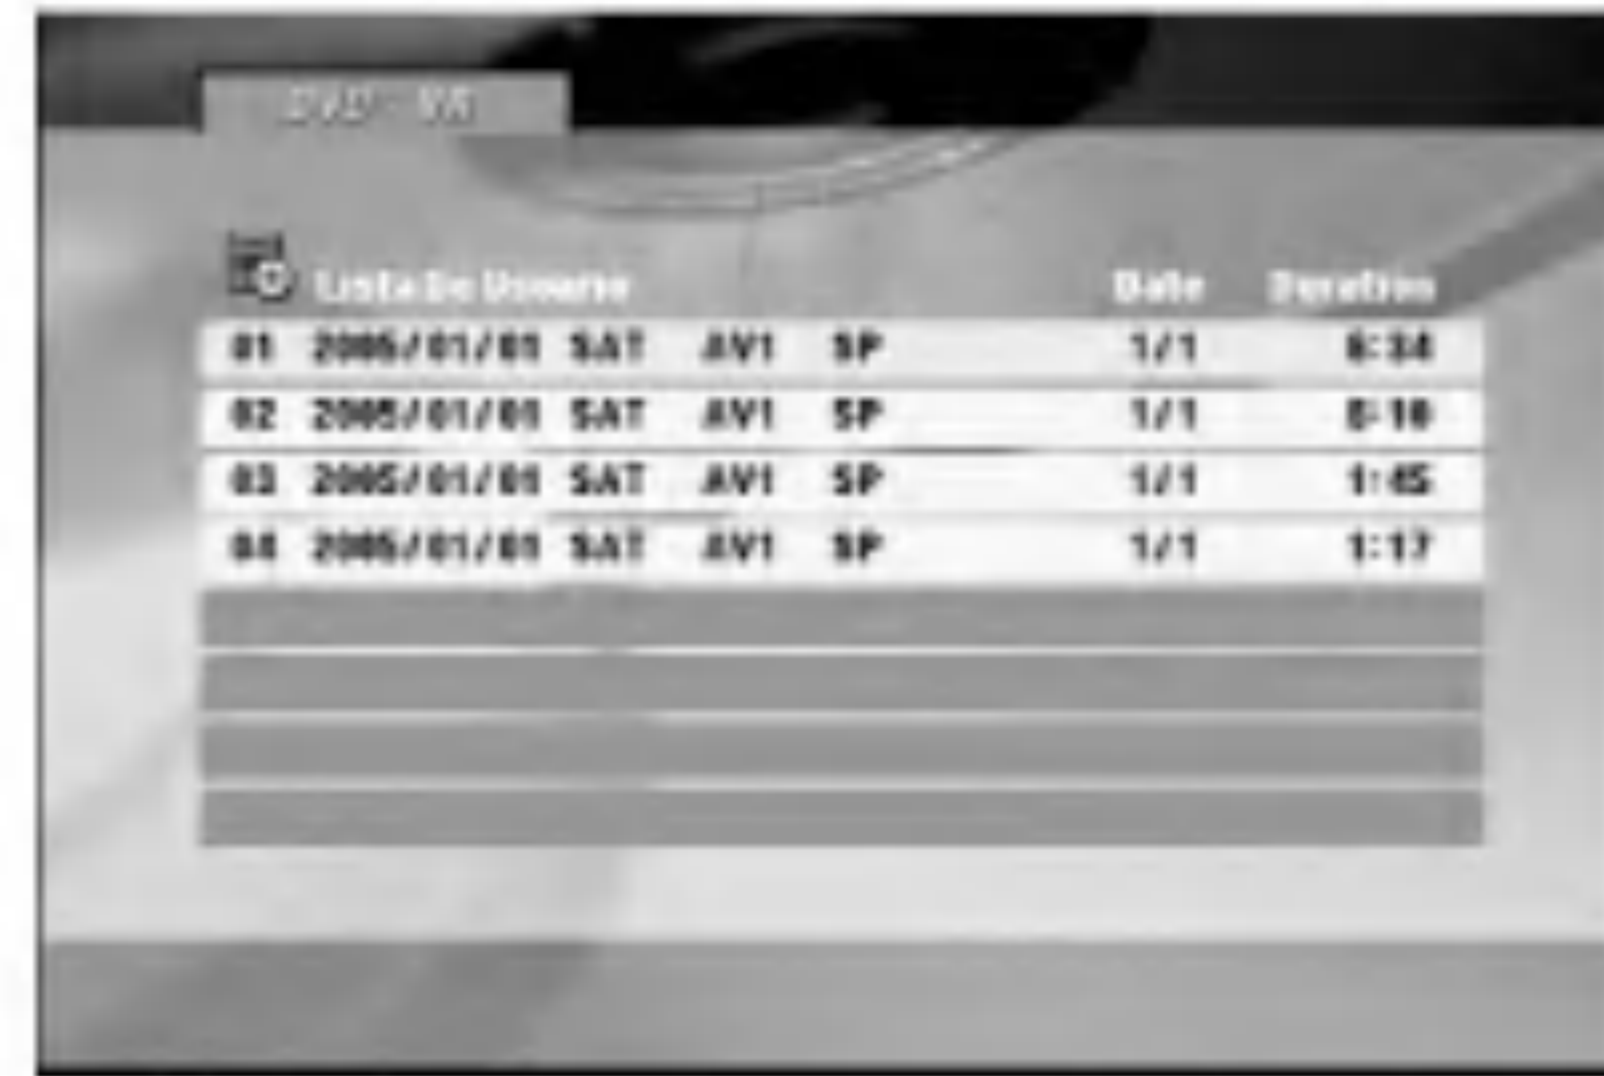 DVD - VR
Lista De Usuario Date Duration
01 2005/01/01 SAT AV1 SP 1/1 6:34
02 2005/01/01 SAT AV1 SP 1/1
03 2005/01/01 SAT AV1 SP 1/1 1:45
04 2005/01/01 SAT AV1 SP 1/1 1:17